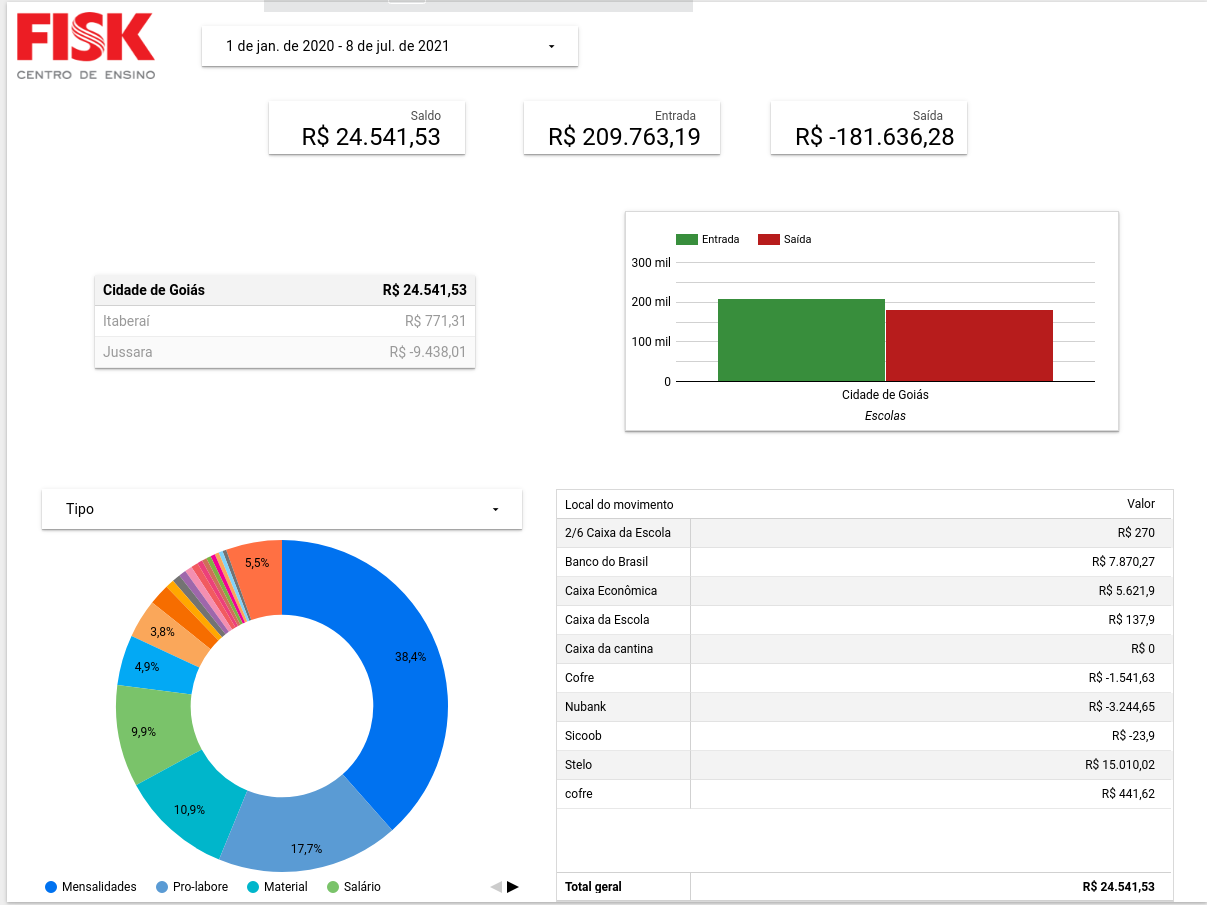 FISK
CENTRO DE ENSINO
1 de jan. de 2020 - 8 de jul. de 2021
Saldo
R$ 24.541,53
Entrada
R$ 209.763,19
Saída
R$ -181.636,28
Cidade de Goiás R$ 24.541,53
Itaberaí R$ 771,31
Jussara R$ -9.438,01
Entrada Saída
300 mil
200 mil
100 mil
0
Cidade de Goiás
Escolas
Tipo
5,5%
38,4%
3,8%
4,9%
9,9%
10,9%
17,7%
Mensalidades Pro-labore Material Salário
Local do movimento Valor
2/6 Caixa da Escola R$ 270
Banco do Brasil R$ 7.870,27
Caixa Econômica R$ 5.621,9
Caixa da Escola R$ 137,9
Caixa da cantina R$ 0
Cofre R$ -1.541,63
Nubank R$ -3.244,65
Sicoob R$ -23,9
Stelo R$ 15.010,02
cofre R$ 441,62
Total geral R$ 24.541,53